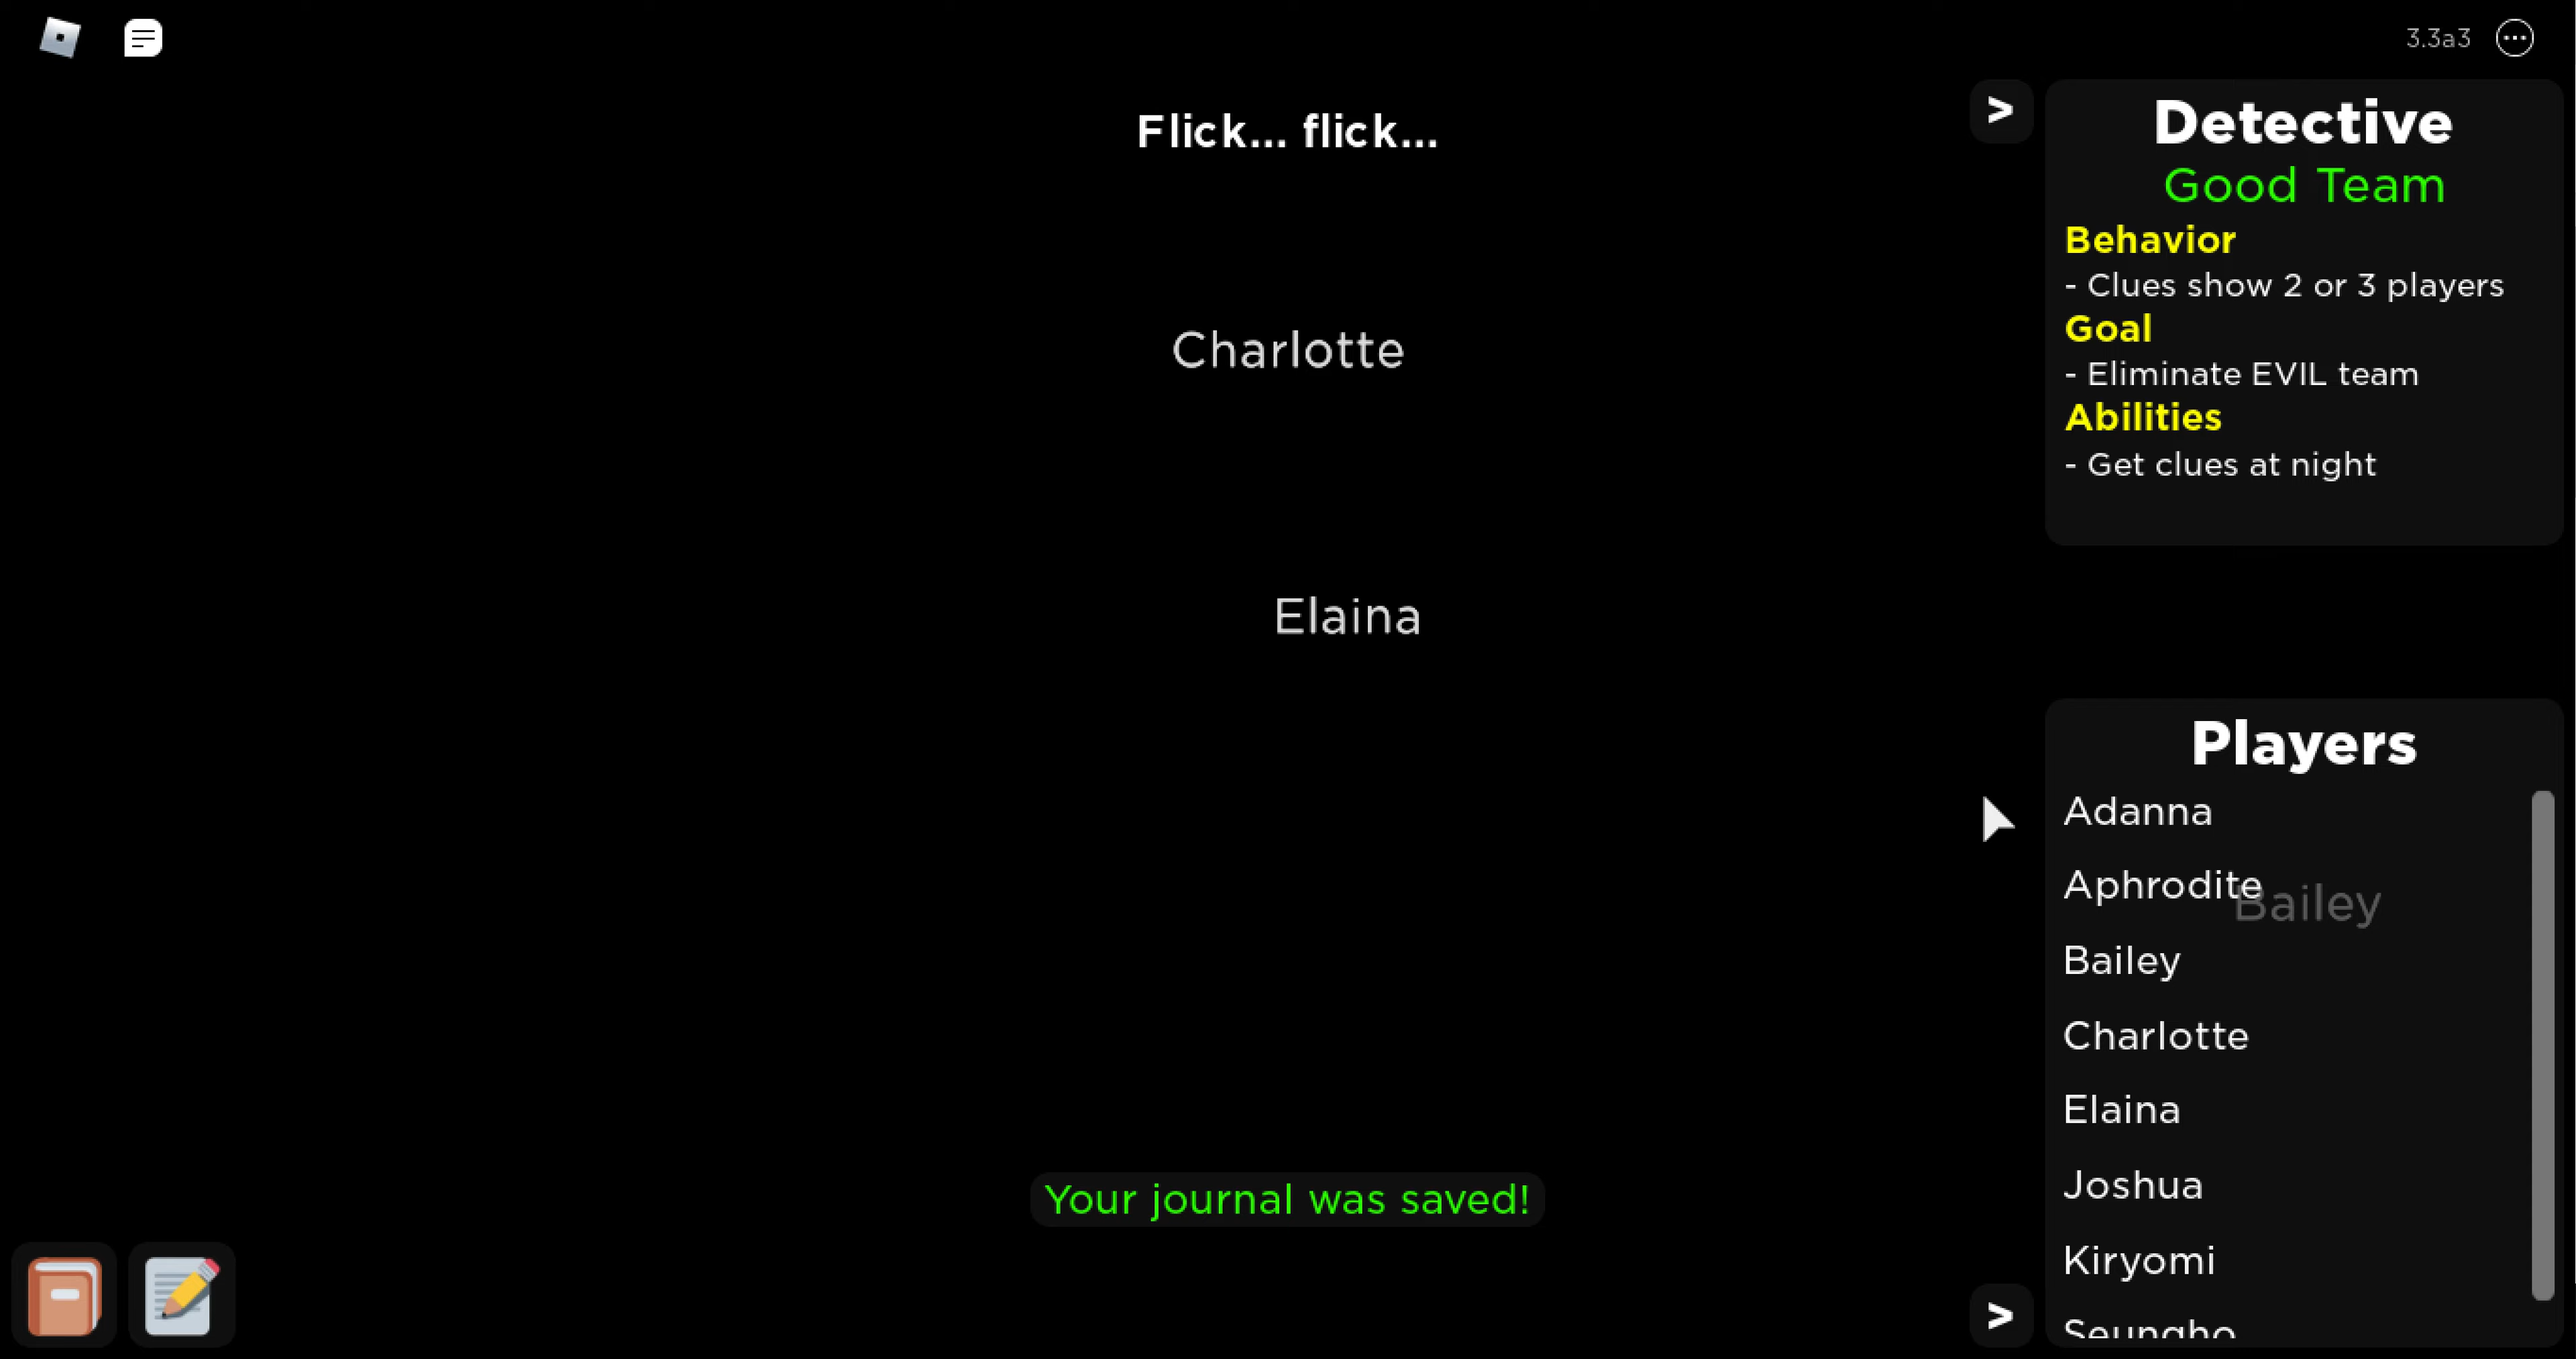 3.3a3
Flick... flick...
Charlotte
Elaina
Your journal was saved!
>
Detective
Good Team
Behavior
- Clues show 2 or 3 players
Goal
- Eliminate EVIL team
Abilities
- Get clues at night
Players
Adanna
Aphrodite
Bailey
Bailey
Charlotte
Elaina
Joshua
Kiryomi
Seungho
>